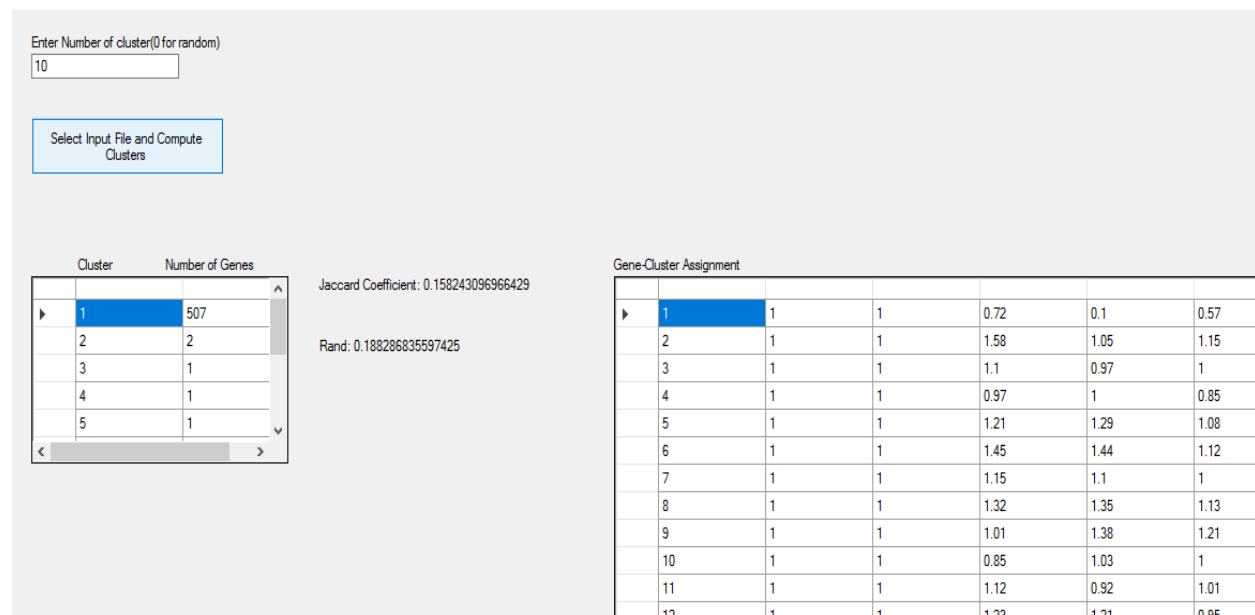 Enter Number of cluster(0 for random)
10
Select Input File and Compute
Clusters
Cluster Number of Genes
1 507
2 2
3 1
4 1
5 1
Jaccard Coefficient: 0.158243096966429
Rand: 0.188286835597425
Gene-Cluster Assignment
1 1 1 0.72 0.1 0.57
2 1 1 1.58 1.05 1.15
3 1 1 1.1 0.97 1
4 1 1 0.97 1 0.85
5 1 1 1.21 1.29 1.08
6 1 1 1.45 1.44 1.12
7 1 1 1.15 1.1 1
8 1 1 1.32 1.35 1.13
9 1 1 1.01 1.38 1.21
10 1 1 0.85 1.03 1
11 1 1 1.12 0.92 1.01